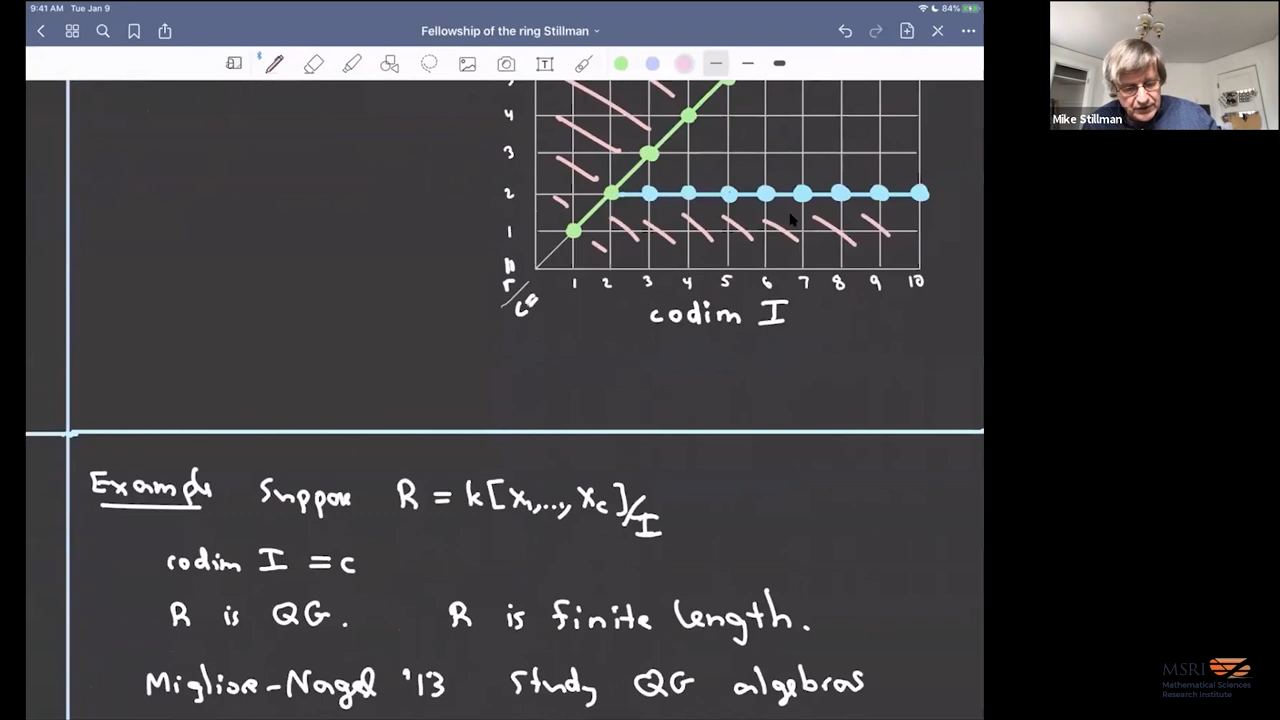 9:41 AM Tue Jan 9
84%
Fellowship of the ring Stillman
Mike Stillman
4
3
2
1
r
c
1 2 3 4 5 6 7 8 9 10
codim I
Example Suppose R = k[x₁,..., x_c]/I
codim I = c
R is QG. R is finite length.
Migliore-Nagel '13 study QG algebras
MSRI
Mathematical Sciences
Research Institute